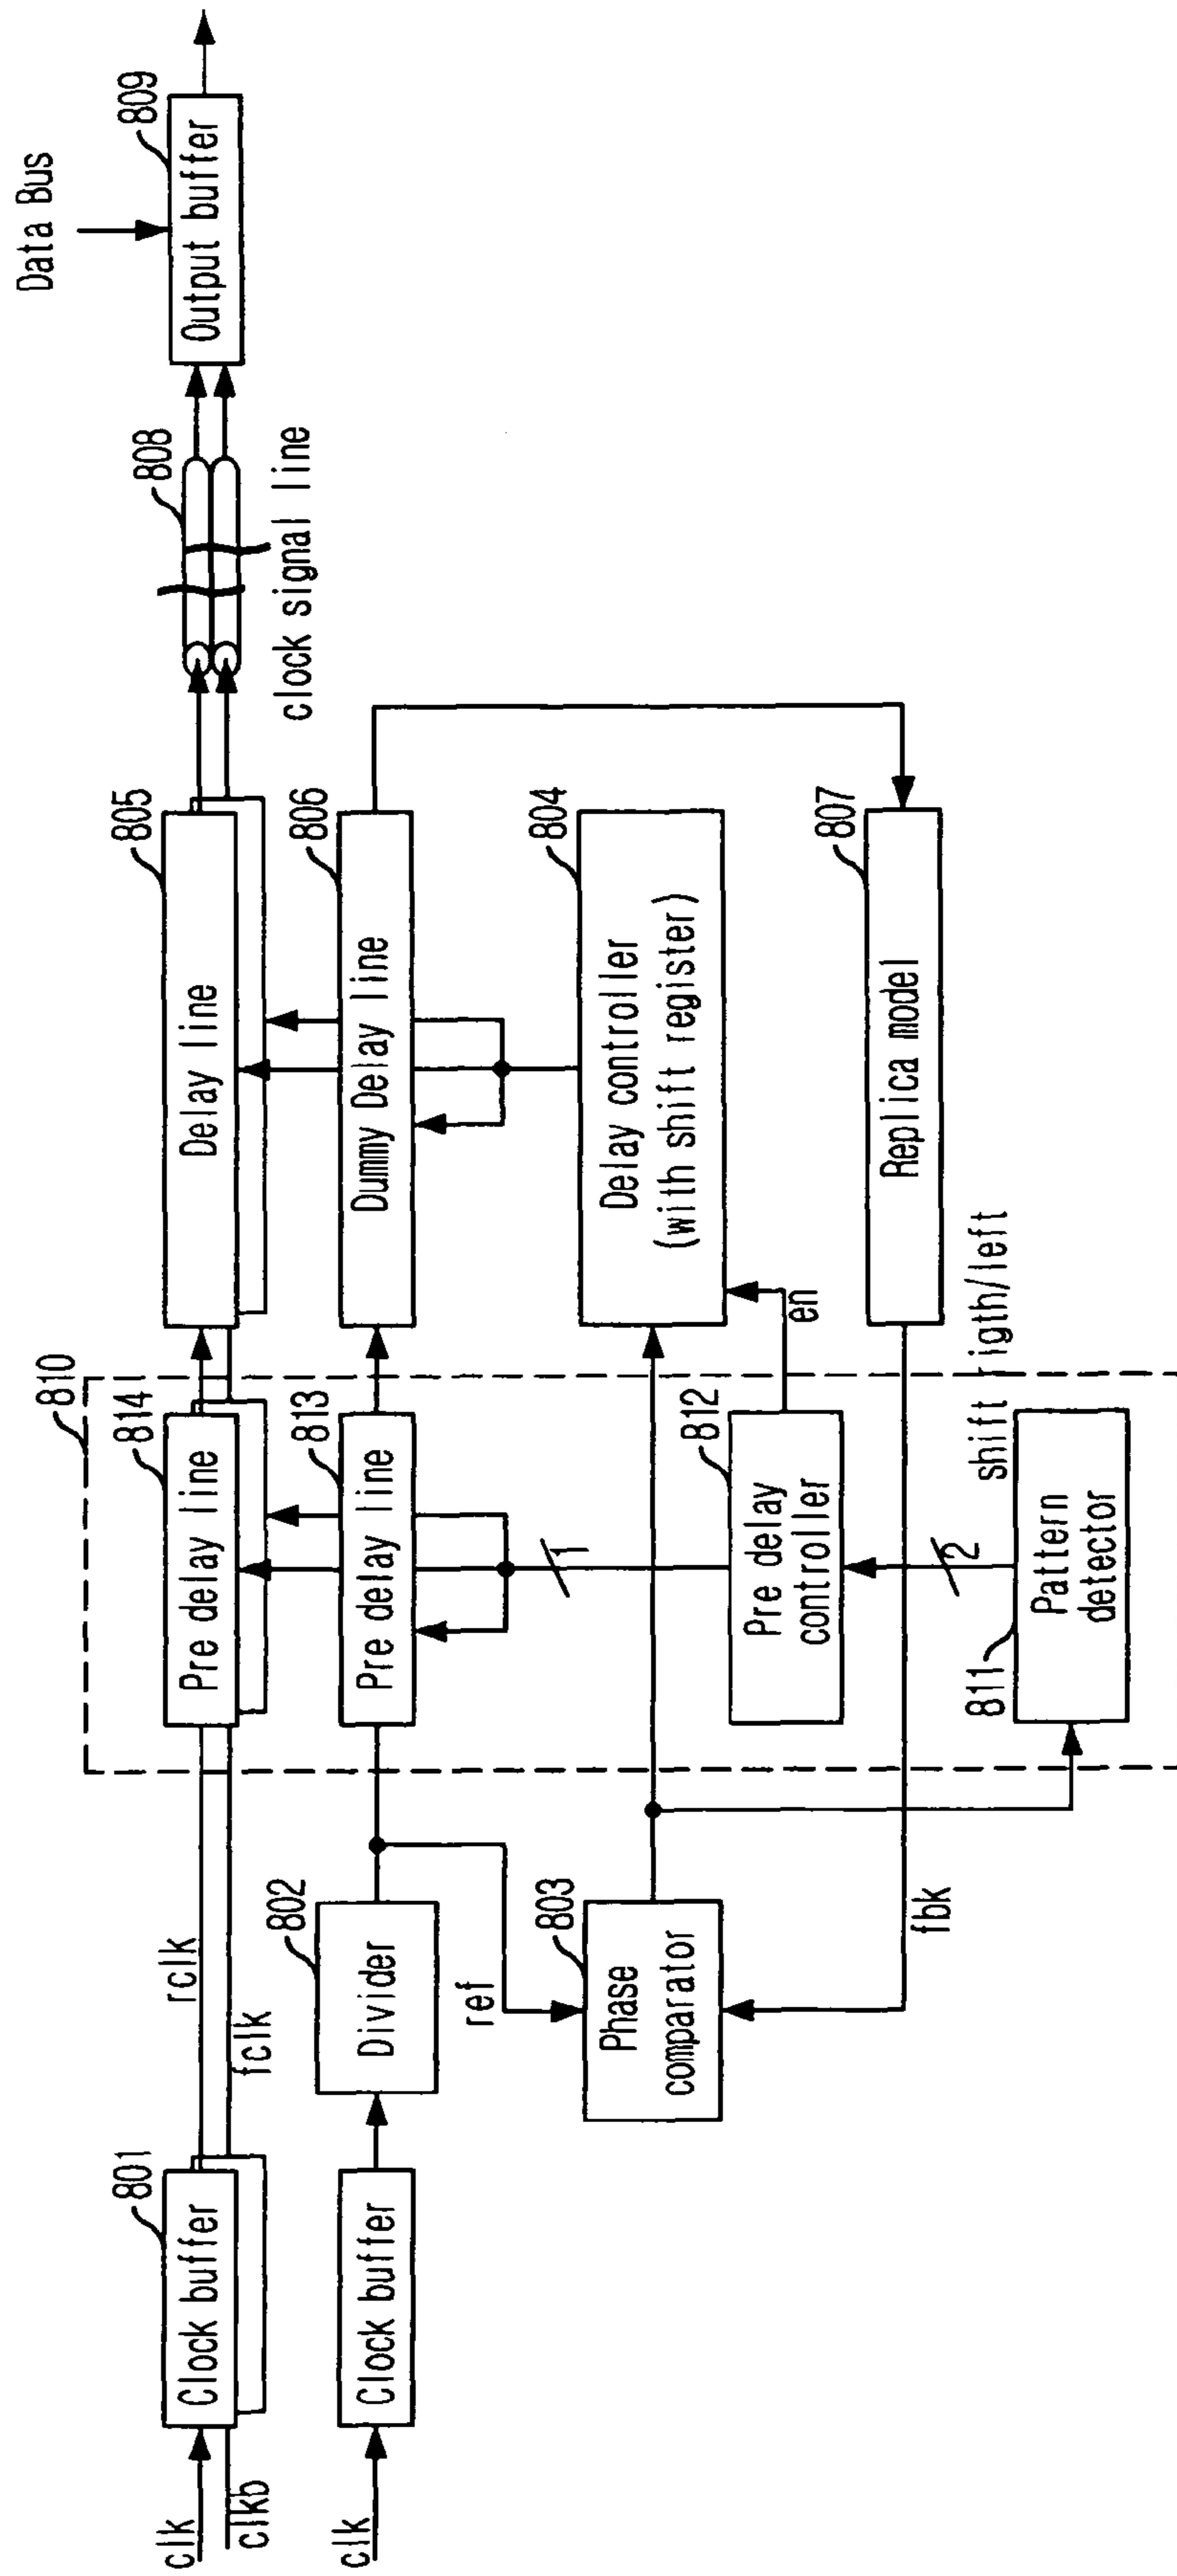 clk
clkb
801
Clock buffer
rclk
fclk
810
814
Pre delay line
805
Delay line
808
clock signal line
Data Bus
809
Output buffer
clk
Clock buffer
802
Divider
813
Pre delay line
806
Dummy Delay line
ref
803
Phase
comparator
1
812
Pre delay
controller
en
804
Delay controller
(with shift register)
fbk
2
811
Pattern
detector
shift rigth/left
807
Replica model